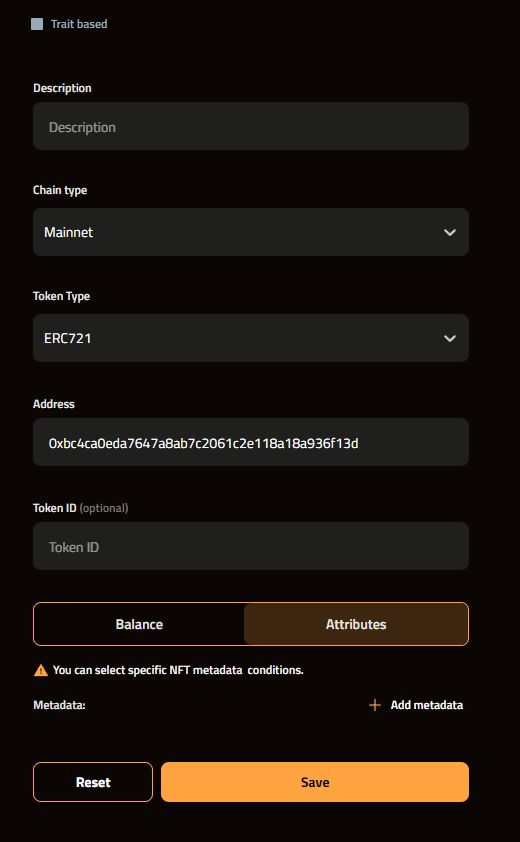 Trait based
Description
Description
Chain type
Mainnet
Token Type
ERC721
Address
0xbc4ca0eda7647a8ab7c2061c2e118a18a936f13d
Token ID (optional)
Token ID
Balance Attributes
You can select specific NFT metadata conditions.
Metadata: Add metadata
Reset Save